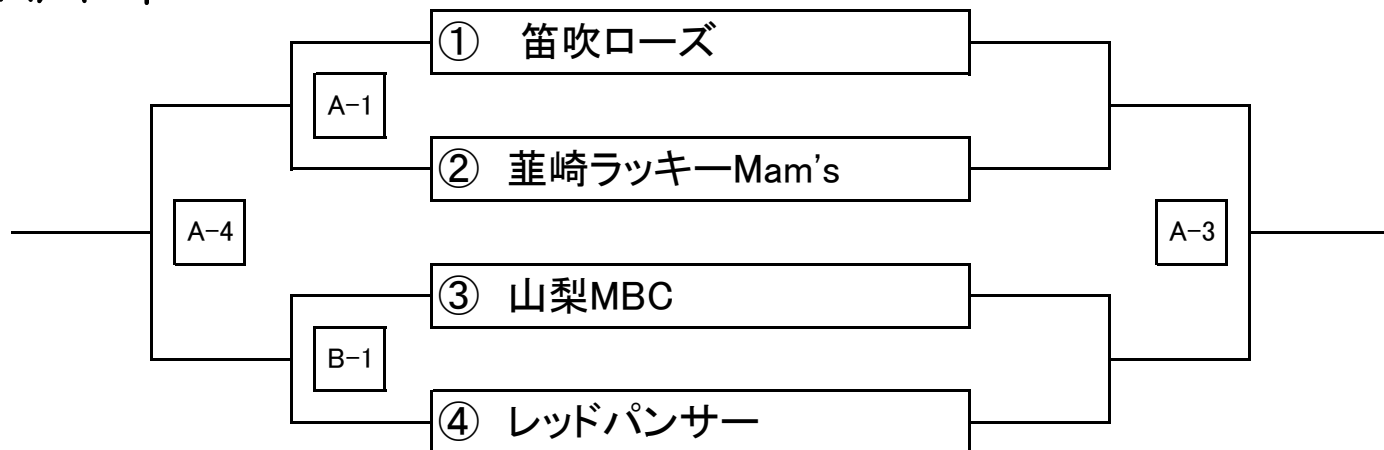 ① 笛吹ローズ
A-1
② 韮崎ラッキーMam's
A-4
A-3
③ 山梨MBC
B-1
④ レッドパンサー